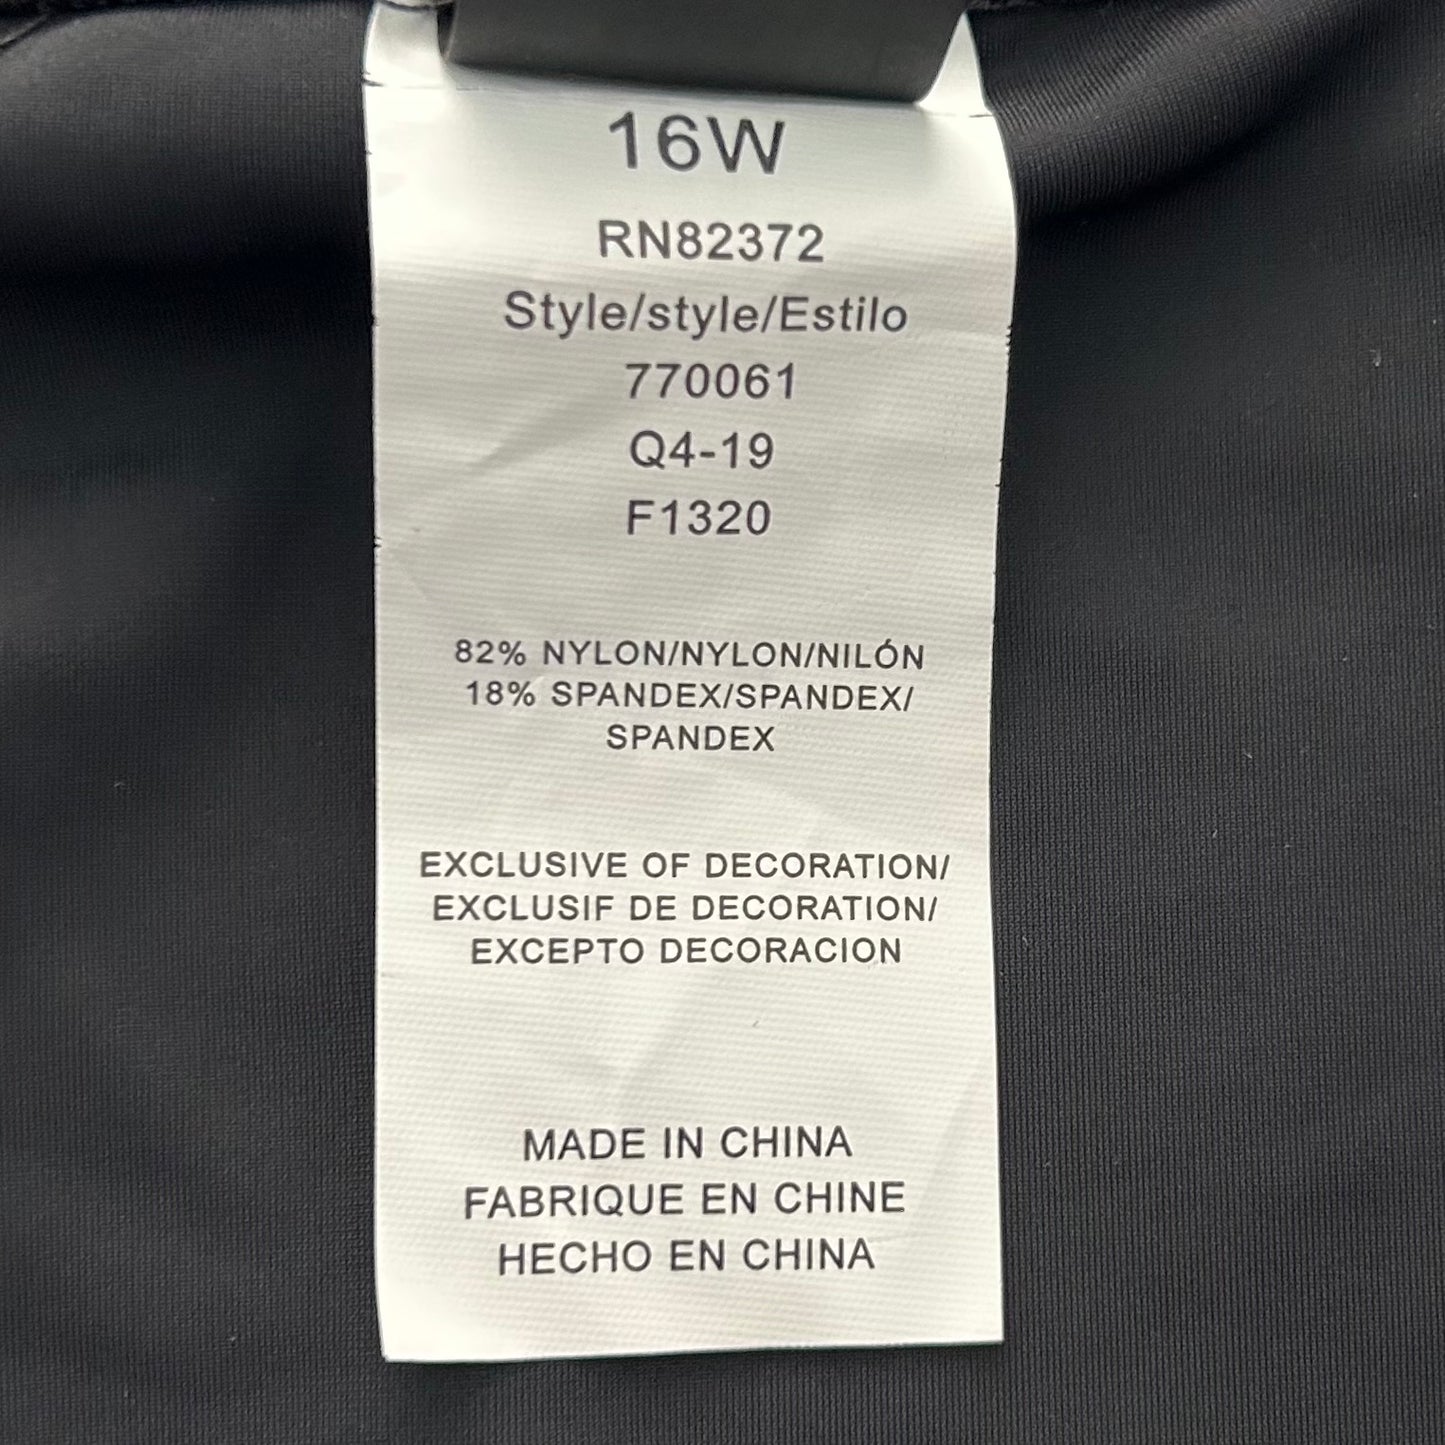 16W
RN82372
Style/style/Estilo
770061
Q4-19
F1320
82% NYLON/NYLON/NILÓN
18% SPANDEX/SPANDEX/
SPANDEX
EXCLUSIVE OF DECORATION/
EXCLUSIF DE DECORATION/
EXCEPTO DECORACION
MADE IN CHINA
FABRIQUE EN CHINE
HECHO EN CHINA